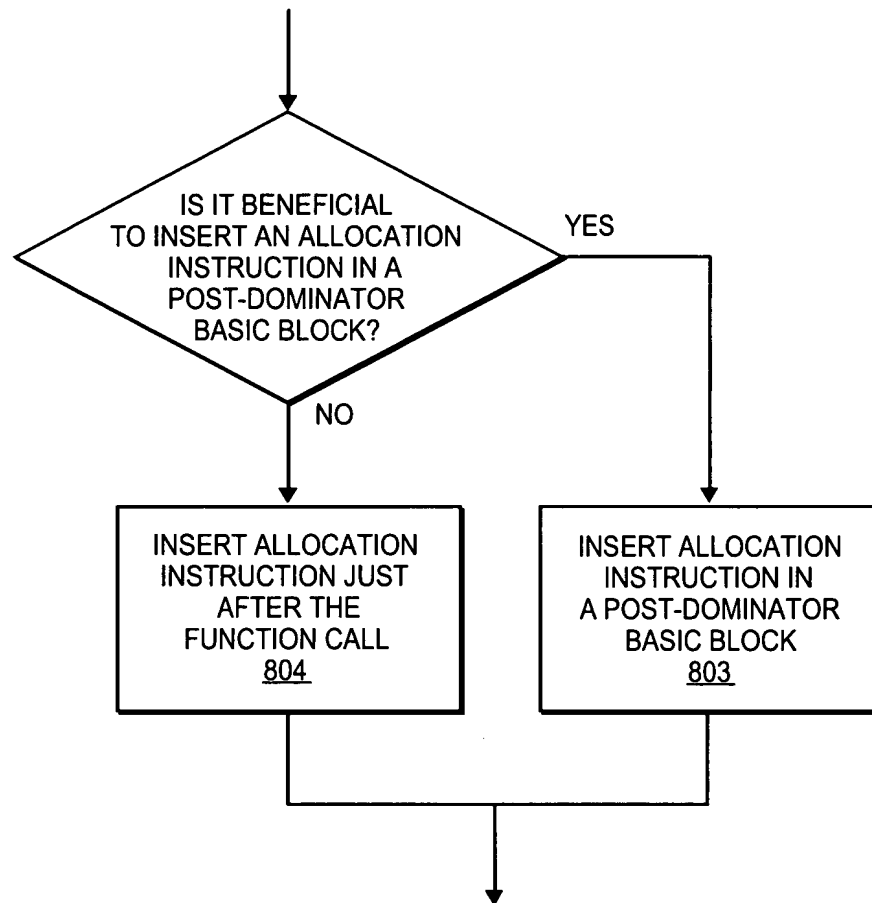 IS IT BENEFICIAL
TO INSERT AN ALLOCATION
INSTRUCTION IN A
POST-DOMINATOR
BASIC BLOCK?
YES
NO
INSERT ALLOCATION
INSTRUCTION JUST
AFTER THE
FUNCTION CALL
804
INSERT ALLOCATION
INSTRUCTION IN
A POST-DOMINATOR
BASIC BLOCK
803